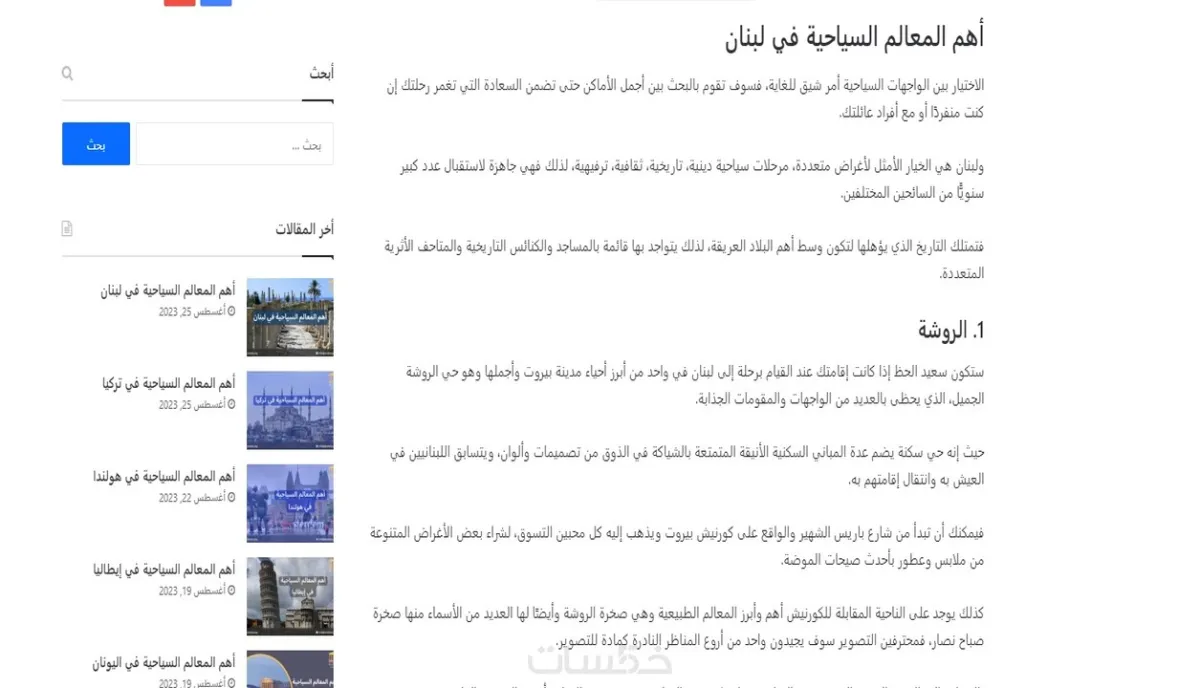 أهم المعالم السياحية في لبنان
الاختيار بين الواجهات السياحية أمر شيق للغاية، فسوف تقوم بالبحث بين أجمل الأماكن حتى تضمن السعادة التي تغمر رحلتك إن
كنت منفردًا أو مع أفراد عائلتك.
ولبنان هي الخيار الأمثل لأغراض متعددة، مرحلات سياحية دينية، تاريخية، ثقافية، ترفيهية، لذلك فهي جاهزة لاستقبال عدد كبير
سنويًّا من السائحين المختلفين.
فتمتلك التاريخ الذي يؤهلها لتكون وسط أهم البلاد العريقة، لذلك يتواجد بها قائمة بالمساجد والكنائس التاريخية والمتاحف الأثرية
المتعددة.
1. الروشة
ستكون سعيد الحظ إذا كانت إقامتك عند القيام برحلة إلى لبنان في واحد من أبرز أحياء مدينة بيروت وأجملها وهو حي الروشة
الجميل، الذي يحظى بالعديد من الواجهات والمقومات الجذابة.
حيث إنه حي سكنة يضم عدة المباني السكنية الأنيقة المتمتعة بالشياكة في الذوق من تصميمات وألوان، ويتسابق اللبنانيين في
العيش به وانتقال إقامتهم به.
فيمكنك أن تبدأ من شارع باريس الشهير والواقع على كورنيش بيروت ويذهب إليه كل محبين التسوق، لشراء بعض الأغراض المتنوعة
من ملابس وعطور بأحدث صيحات الموضة.
كذلك يوجد على الناحية المقابلة للكورنيش أهم وأبرز المعالم الطبيعية وهي صخرة الروشة وأيضًا لها العديد من الأسماء منها صخرة
صباح نصار، فمحترفين التصوير سوف يجيدون واحد من أروع المناظر النادرة كمادة للتصوير.
أبحث
بحث ...
بحث
أخر المقالات
أهم المعالم السياحية في لبنان
أهم المعالم السياحية في لبنان
أغسطس 25, 2023
أهم المعالم السياحية في تركيا
أهم المعالم السياحية في تركيا
أغسطس 25, 2023
أهم المعالم السياحية
في هولندا
أهم المعالم السياحية في هولندا
أغسطس 22, 2023
أهم المعالم السياحية
في إيطاليا
أهم المعالم السياحية في إيطاليا
أغسطس 19, 2023
أهم المعالم السياحية في اليونان
أغسطس 19, 2023
خمسات